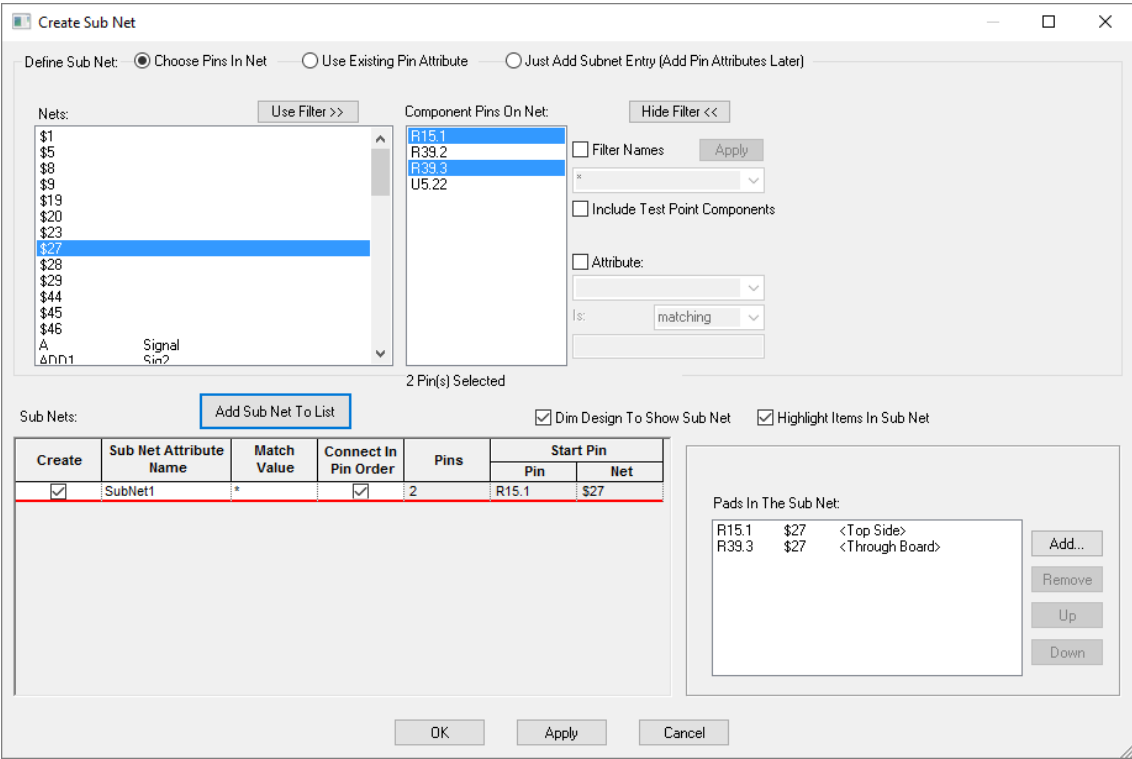 Create Sub Net
Define Sub Net: Choose Pins In Net Use Existing Pin Attribute Just Add Subnet Entry (Add Pin Attributes Later)
Nets: Use Filter >> Component Pins On Net: Hide Filter <<
$1
$5
$8
$9
$19
$20
$23
$27
$28
$29
$44
$45
$46
A Signal
ADD1 Sig2
R15.1
R39.2
R39.3
U5.22
2 Pin(s) Selected
Filter Names Apply
*
Include Test Point Components
Attribute:
Is: matching
Sub Nets: Add Sub Net To List Dim Design To Show Sub Net Highlight Items In Sub Net
Create Sub Net Attribute Name Match Value Connect In Pin Order Pins Start Pin
Pin Net
SubNet1 * 2 R15.1 $27
Pads In The Sub Net:
R15.1 $27 <Top Side>
R39.3 $27 <Through Board>
Add...
Remove
Up
Down
OK Apply Cancel